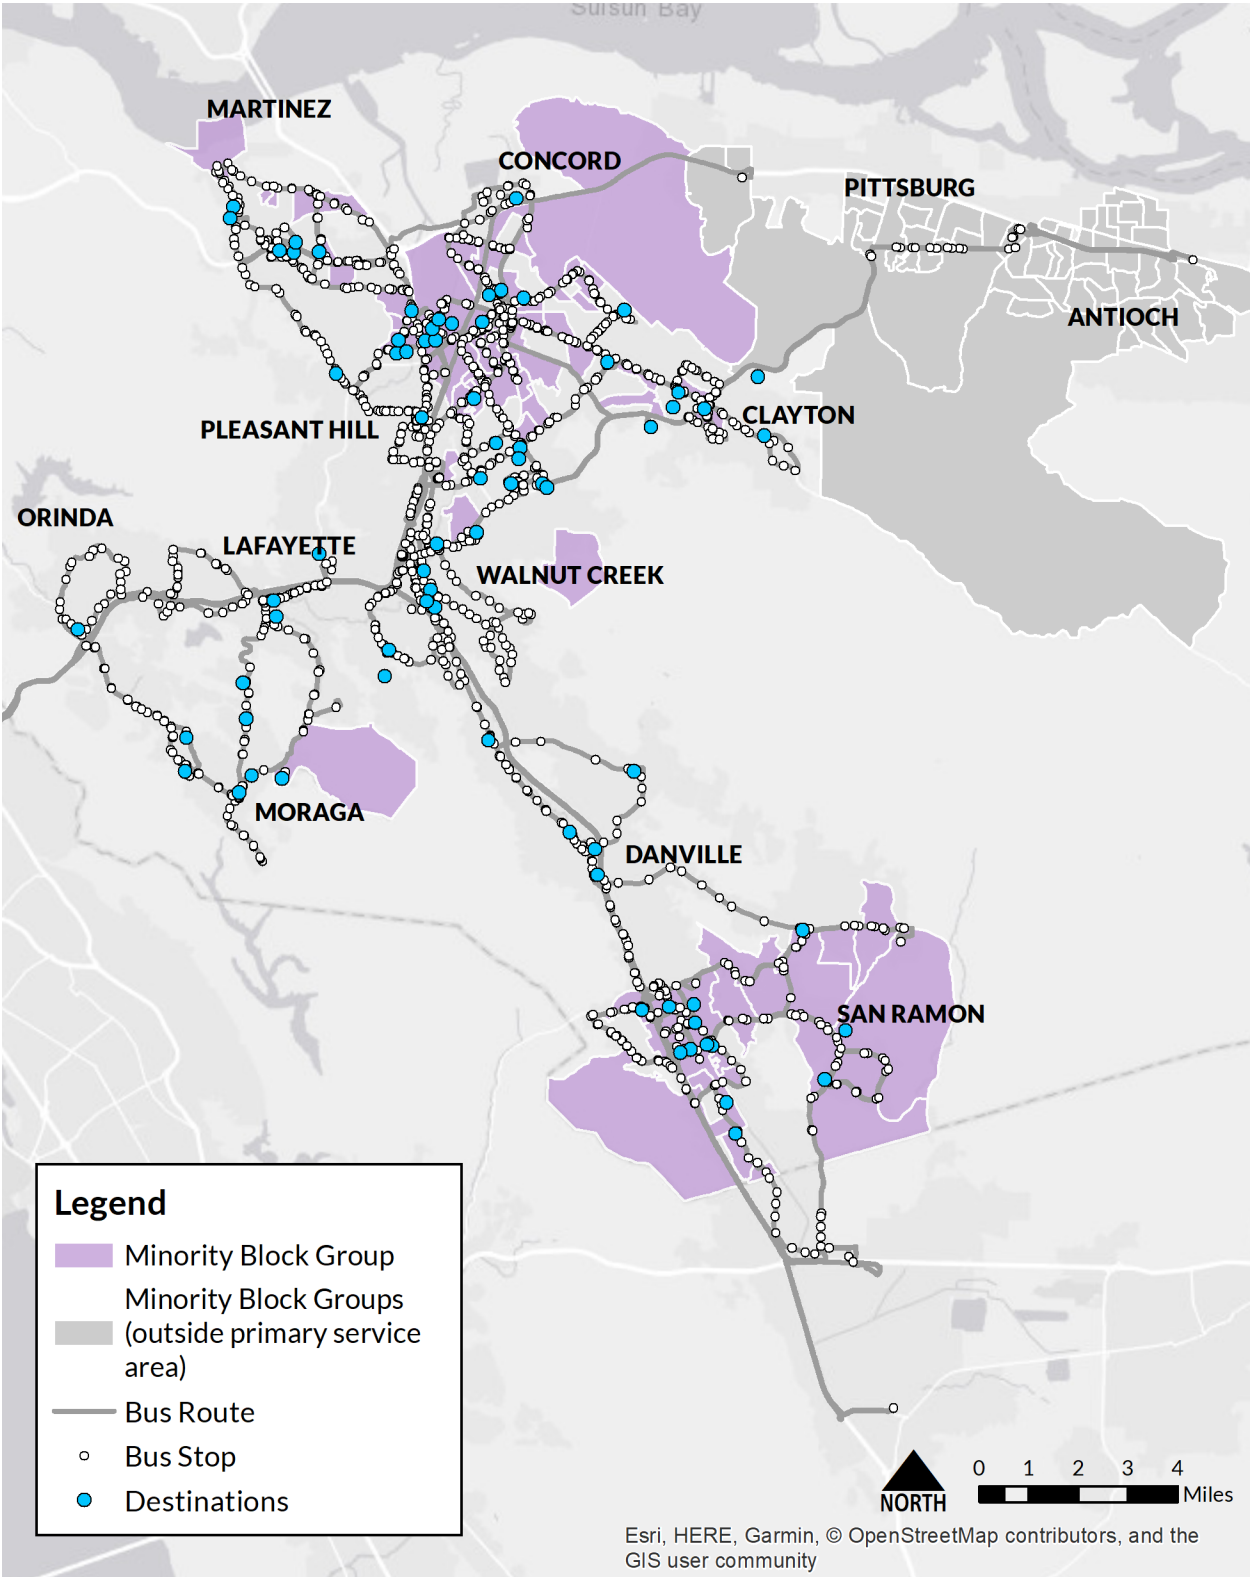 Suisun Bay
MARTINEZ
CONCORD
PITTSBURG
ANTIOCH
CLAYTON
PLEASANT HILL
ORINDA
LAFAYETTE
WALNUT CREEK
MORAGA
DANVILLE
SAN RAMON
Legend
Minority Block Group
Minority Block Groups
(outside primary service
area)
Bus Route
Bus Stop
Destinations
NORTH
0 1 2 3 4
Miles
Esri, HERE, Garmin, © OpenStreetMap contributors, and the
GIS user community